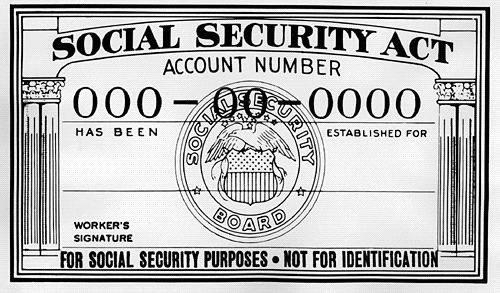 SOCIAL SECURITY ACT
ACCOUNT NUMBER
000-00-0000
HAS BEEN ESTABLISHED FOR
SOCIAL SECURITY
BOARD
WORKER'S
SIGNATURE
FOR SOCIAL SECURITY PURPOSES • NOT FOR IDENTIFICATION